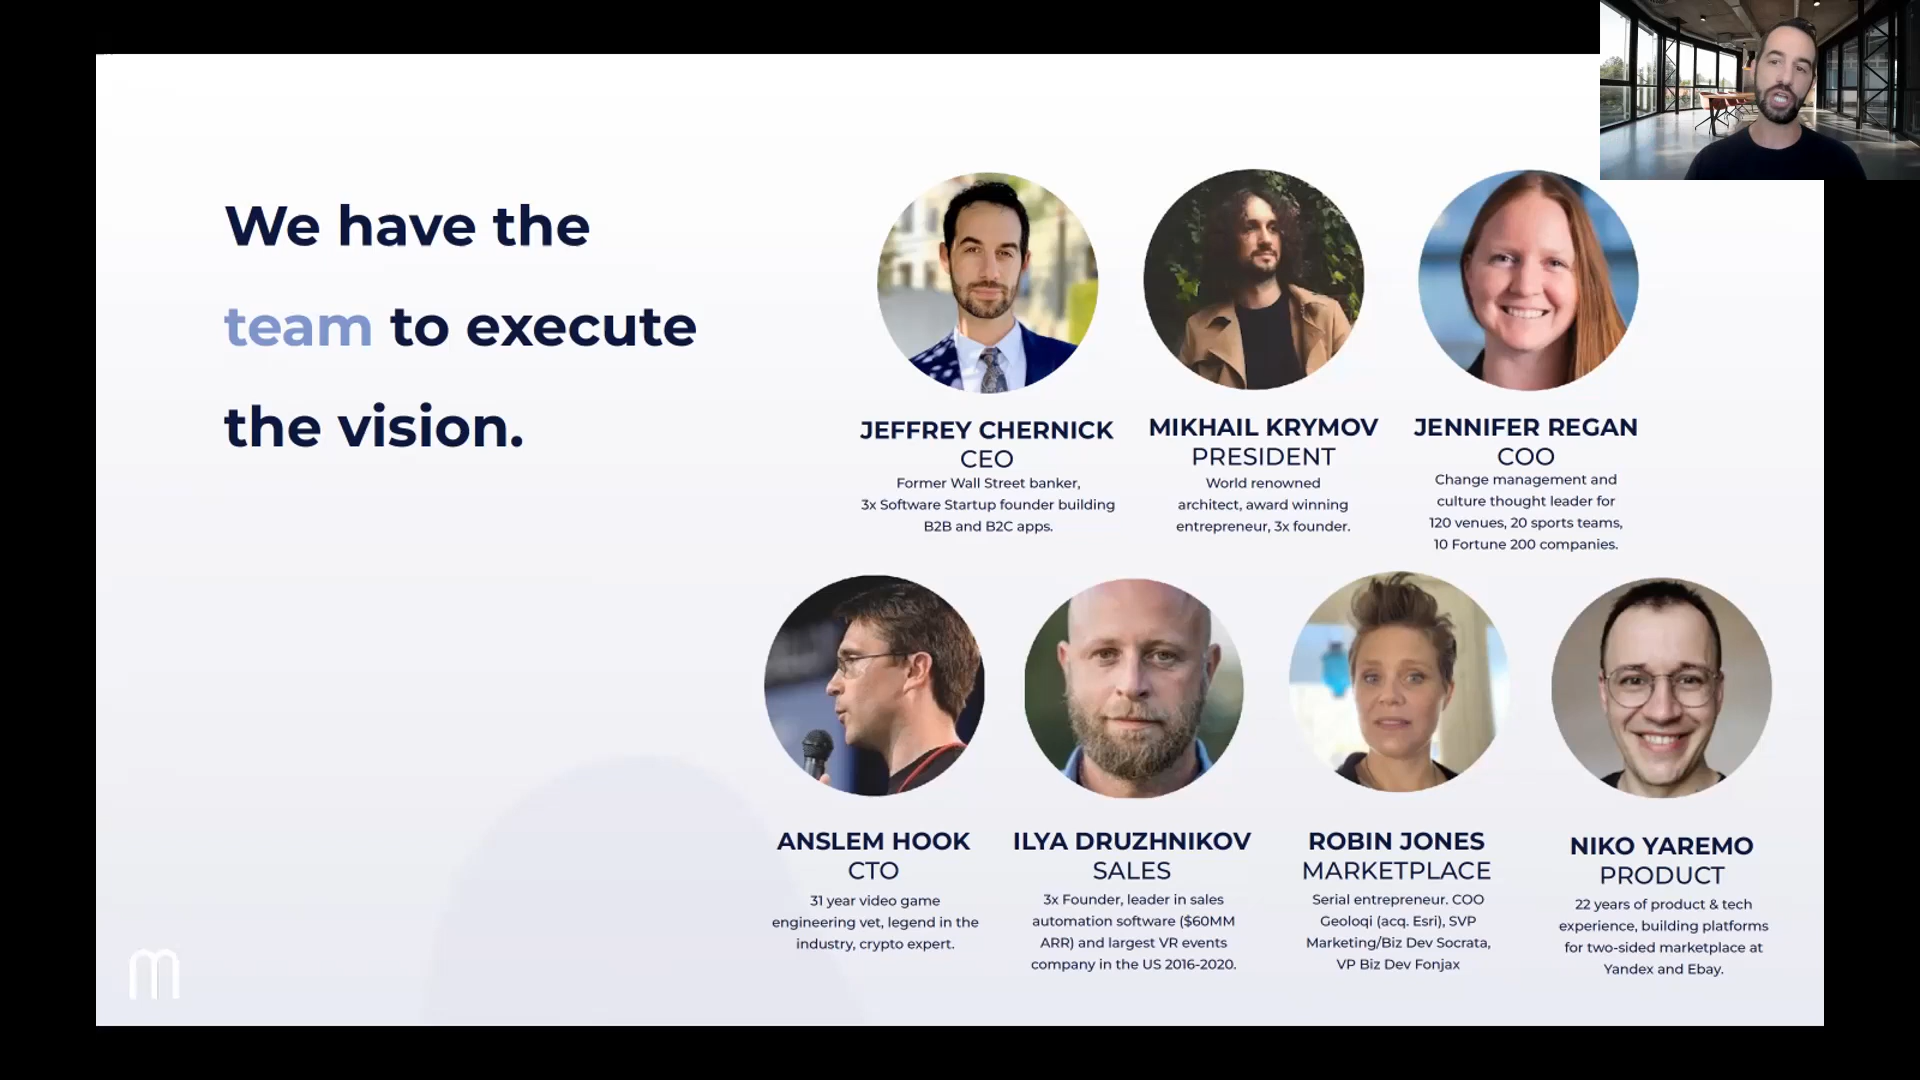 We have the
team to execute
the vision.
JEFFREY CHERNICK
CEO
Former Wall Street banker,
3x Software Startup founder building
B2B and B2C apps.
MIKHAIL KRYMOV
PRESIDENT
World renowned
architect, award winning
entrepreneur, 3x founder.
JENNIFER REGAN
COO
Change management and
culture thought leader for
120 venues, 20 sports teams,
10 Fortune 200 companies.
ANSLEM HOOK
CTO
31 year video game
engineering vet, legend in the
industry, crypto expert.
ILYA DRUZHNIKOV
SALES
3x Founder, leader in sales
automation software ($60MM
ARR) and largest VR events
company in the US 2016-2020.
ROBIN JONES
MARKETPLACE
Serial entrepreneur. COO
Geoloqi (acq. Esri), SVP
Marketing/Biz Dev Socrata,
VP Biz Dev Fonjax
NIKO YAREMO
PRODUCT
22 years of product & tech
experience, building platforms
for two-sided marketplace at
Yandex and Ebay.